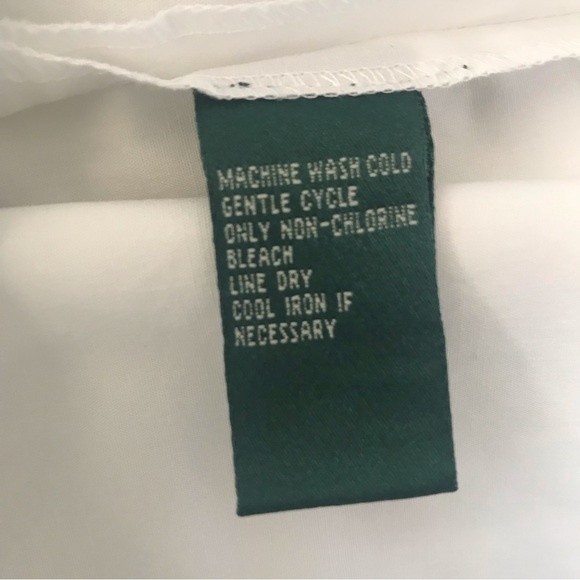 MACHINE WASH COLD
GENTLE CYCLE
ONLY NON-CHLORINE
BLEACH
LINE DRY
COOL IRON IF
NECESSARY